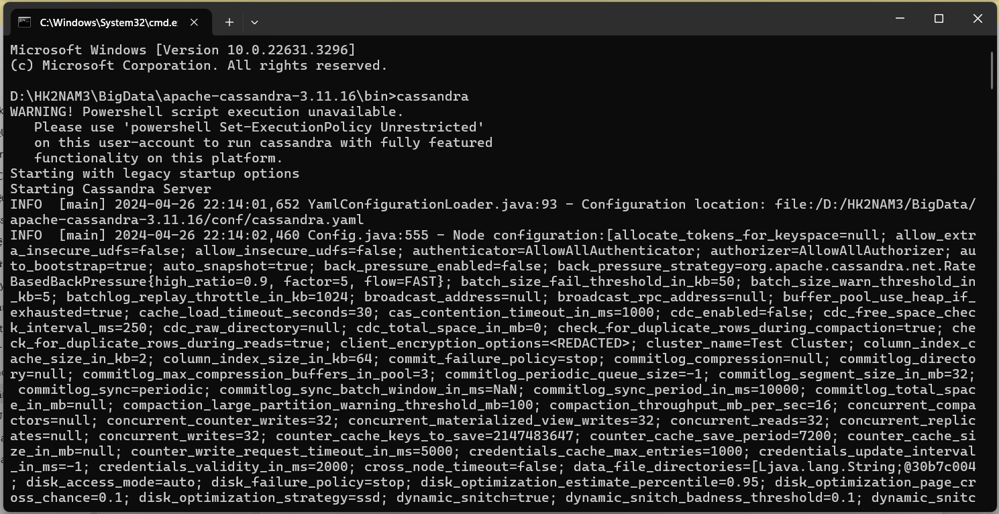 C:\Windows\System32\cmd.e
Microsoft Windows [Version 10.0.22631.3296]
(c) Microsoft Corporation. All rights reserved.
D:\HK2NAM3\BigData\apache-cassandra-3.11.16\bin>cassandra
WARNING! Powershell script execution unavailable.
   Please use 'powershell Set-ExecutionPolicy Unrestricted'
   on this user-account to run cassandra with fully featured
   functionality on this platform.
Starting with legacy startup options
Starting Cassandra Server
INFO  [main] 2024-04-26 22:14:01,652 YamlConfigurationLoader.java:93 - Configuration location: file:/D:/HK2NAM3/BigData/
apache-cassandra-3.11.16/conf/cassandra.yaml
INFO  [main] 2024-04-26 22:14:02,460 Config.java:555 - Node configuration:[allocate_tokens_for_keyspace=null; allow_extr
a_insecure_udfs=false; allow_insecure_udfs=false; authenticator=AllowAllAuthenticator; authorizer=AllowAllAuthorizer; au
to_bootstrap=true; auto_snapshot=true; back_pressure_enabled=false; back_pressure_strategy=org.apache.cassandra.net.Rate
BasedBackPressure{high_ratio=0.9, factor=5, flow=FAST}; batch_size_fail_threshold_in_kb=50; batch_size_warn_threshold_in
_kb=5; batchlog_replay_throttle_in_kb=1024; broadcast_address=null; broadcast_rpc_address=null; buffer_pool_use_heap_if_
exhausted=true; cache_load_timeout_seconds=30; cas_contention_timeout_in_ms=1000; cdc_enabled=false; cdc_free_space_chec
k_interval_ms=250; cdc_raw_directory=null; cdc_total_space_in_mb=0; check_for_duplicate_rows_during_compaction=true; che
ck_for_duplicate_rows_during_reads=true; client_encryption_options=<REDACTED>; cluster_name=Test Cluster; column_index_c
ache_size_in_kb=2; column_index_size_in_kb=64; commit_failure_policy=stop; commitlog_compression=null; commitlog_directo
ry=null; commitlog_max_compression_buffers_in_pool=3; commitlog_periodic_queue_size=-1; commitlog_segment_size_in_mb=32;
 commitlog_sync=periodic; commitlog_sync_batch_window_in_ms=NaN; commitlog_sync_period_in_ms=10000; commitlog_total_spac
e_in_mb=null; compaction_large_partition_warning_threshold_mb=100; compaction_throughput_mb_per_sec=16; concurrent_compa
ctors=null; concurrent_counter_writes=32; concurrent_materialized_view_writes=32; concurrent_reads=32; concurrent_replic
ates=null; concurrent_writes=32; counter_cache_keys_to_save=2147483647; counter_cache_save_period=7200; counter_cache_si
ze_in_mb=null; counter_write_request_timeout_in_ms=5000; credentials_cache_max_entries=1000; credentials_update_interval
_in_ms=-1; credentials_validity_in_ms=2000; cross_node_timeout=false; data_file_directories=[Ljava.lang.String;@30b7c004
; disk_access_mode=auto; disk_failure_policy=stop; disk_optimization_estimate_percentile=0.95; disk_optimization_page_cr
oss_chance=0.1; disk_optimization_strategy=ssd; dynamic_snitch=true; dynamic_snitch_badness_threshold=0.1; dynamic_snitc